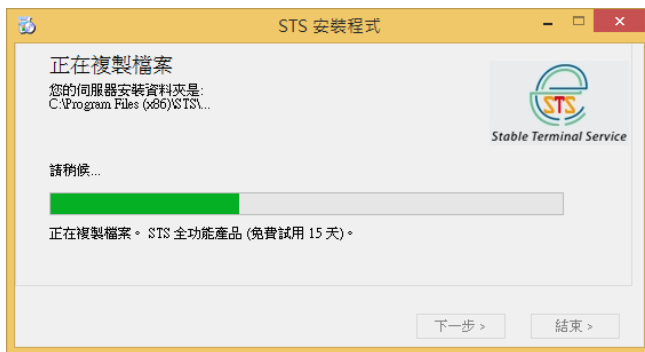 STS 安裝程式
正在複製檔案
您的伺服器安裝資料夾是:
C:\Program Files (x86)\STS\...
STS
Stable Terminal Service
請稍候...
正在複製檔案。 STS 全功能產品 (免費試用 15 天)。
下一步 >
結束 >